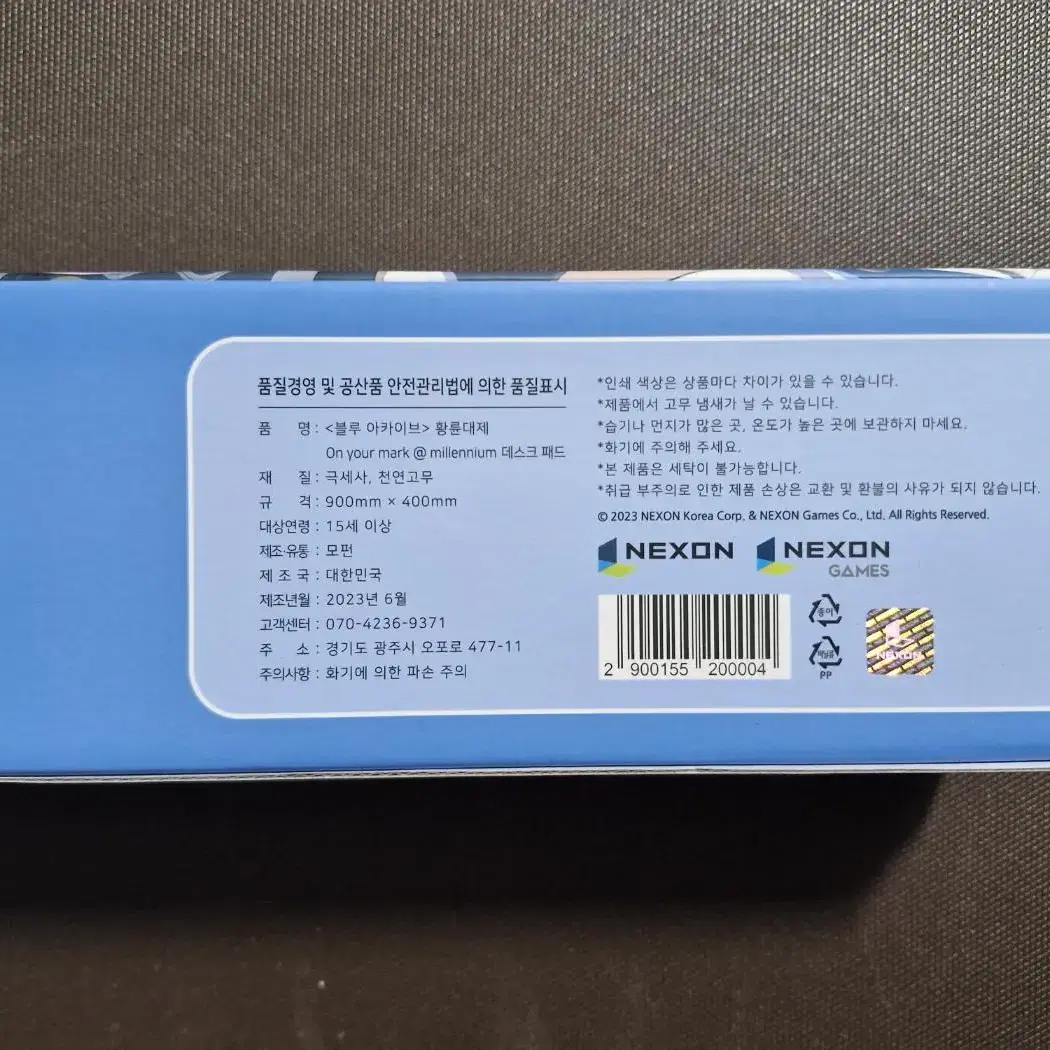 품질경영 및 공산품 안전관리법에 의한 품질표시
품 명 : <블루 아카이브> 황륜대제
On your mark @ millennium 데스크 패드
재 질 : 극세사, 천연고무
규 격 : 900mm × 400mm
대상연령 : 15세 이상
제조·유통 : 모펀
제 조 국 : 대한민국
제조년월 : 2023년 6월
고객센터 : 070-4236-9371
주 소 : 경기도 광주시 오포로 477-11
주의사항 : 화기에 의한 파손 주의
*인쇄 색상은 상품마다 차이가 있을 수 있습니다.
*제품에서 고무 냄새가 날 수 있습니다.
*습기나 먼지가 많은 곳, 온도가 높은 곳에 보관하지 마세요.
*화기에 주의해 주세요.
*본 제품은 세탁이 불가능합니다.
*취급 부주의로 인한 제품 손상은 교환 및 환불의 사유가 되지 않습니다.
© 2023 NEXON Korea Corp. & NEXON Games Co., Ltd. All Rights Reserved.
NEXON
NEXON GAMES
2 900155 200004
종이
비닐류
PP
NEXON